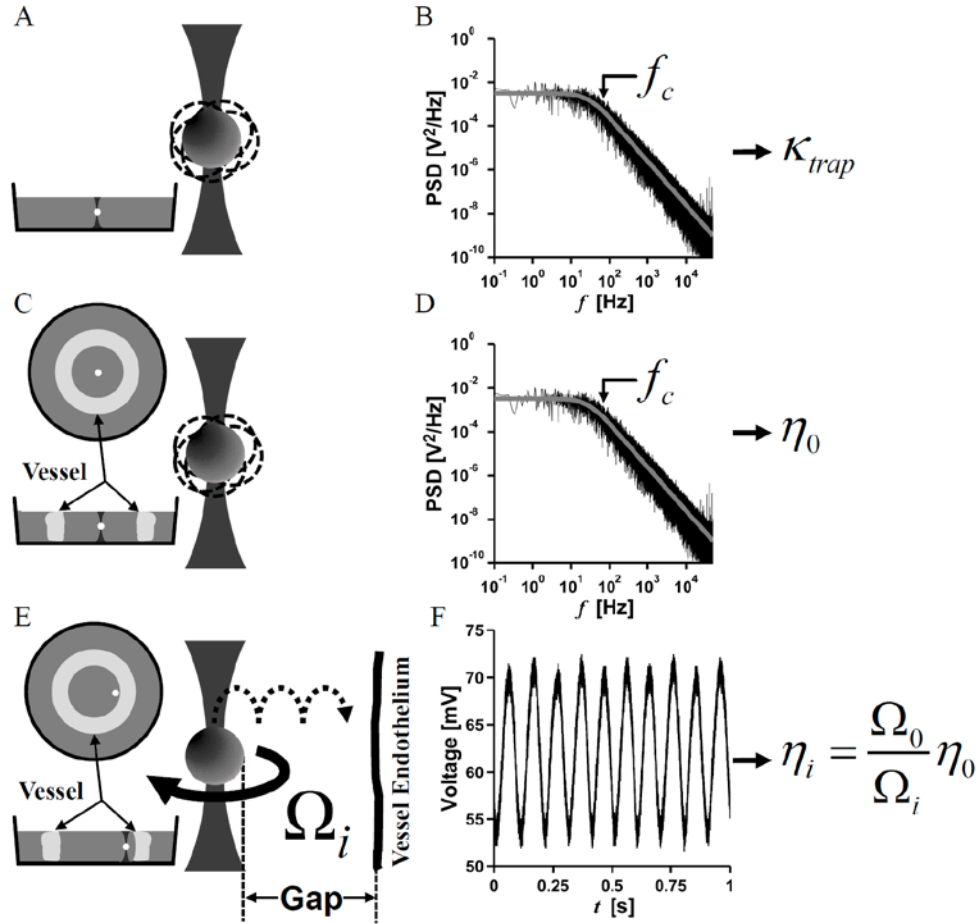 A
B
10⁰
10⁻²
10⁻⁴
10⁻⁶
10⁻⁸
10⁻¹⁰
PSD [V²/Hz]
f_c
10⁻¹ 10⁰ 10¹ 10² 10³ 10⁴
f [Hz]
κ_trap
C
Vessel
D
10⁰
10⁻²
10⁻⁴
10⁻⁶
10⁻⁸
10⁻¹⁰
PSD [V²/Hz]
f_c
10⁻¹ 10⁰ 10¹ 10² 10³ 10⁴
f [Hz]
η₀
E
Vessel
Ω_i
Gap
Vessel Endothelium
F
75
70
65
60
55
50
Voltage [mV]
0 0.25 0.5 0.75 1
t [s]
η_i = Ω₀/Ω_i η₀